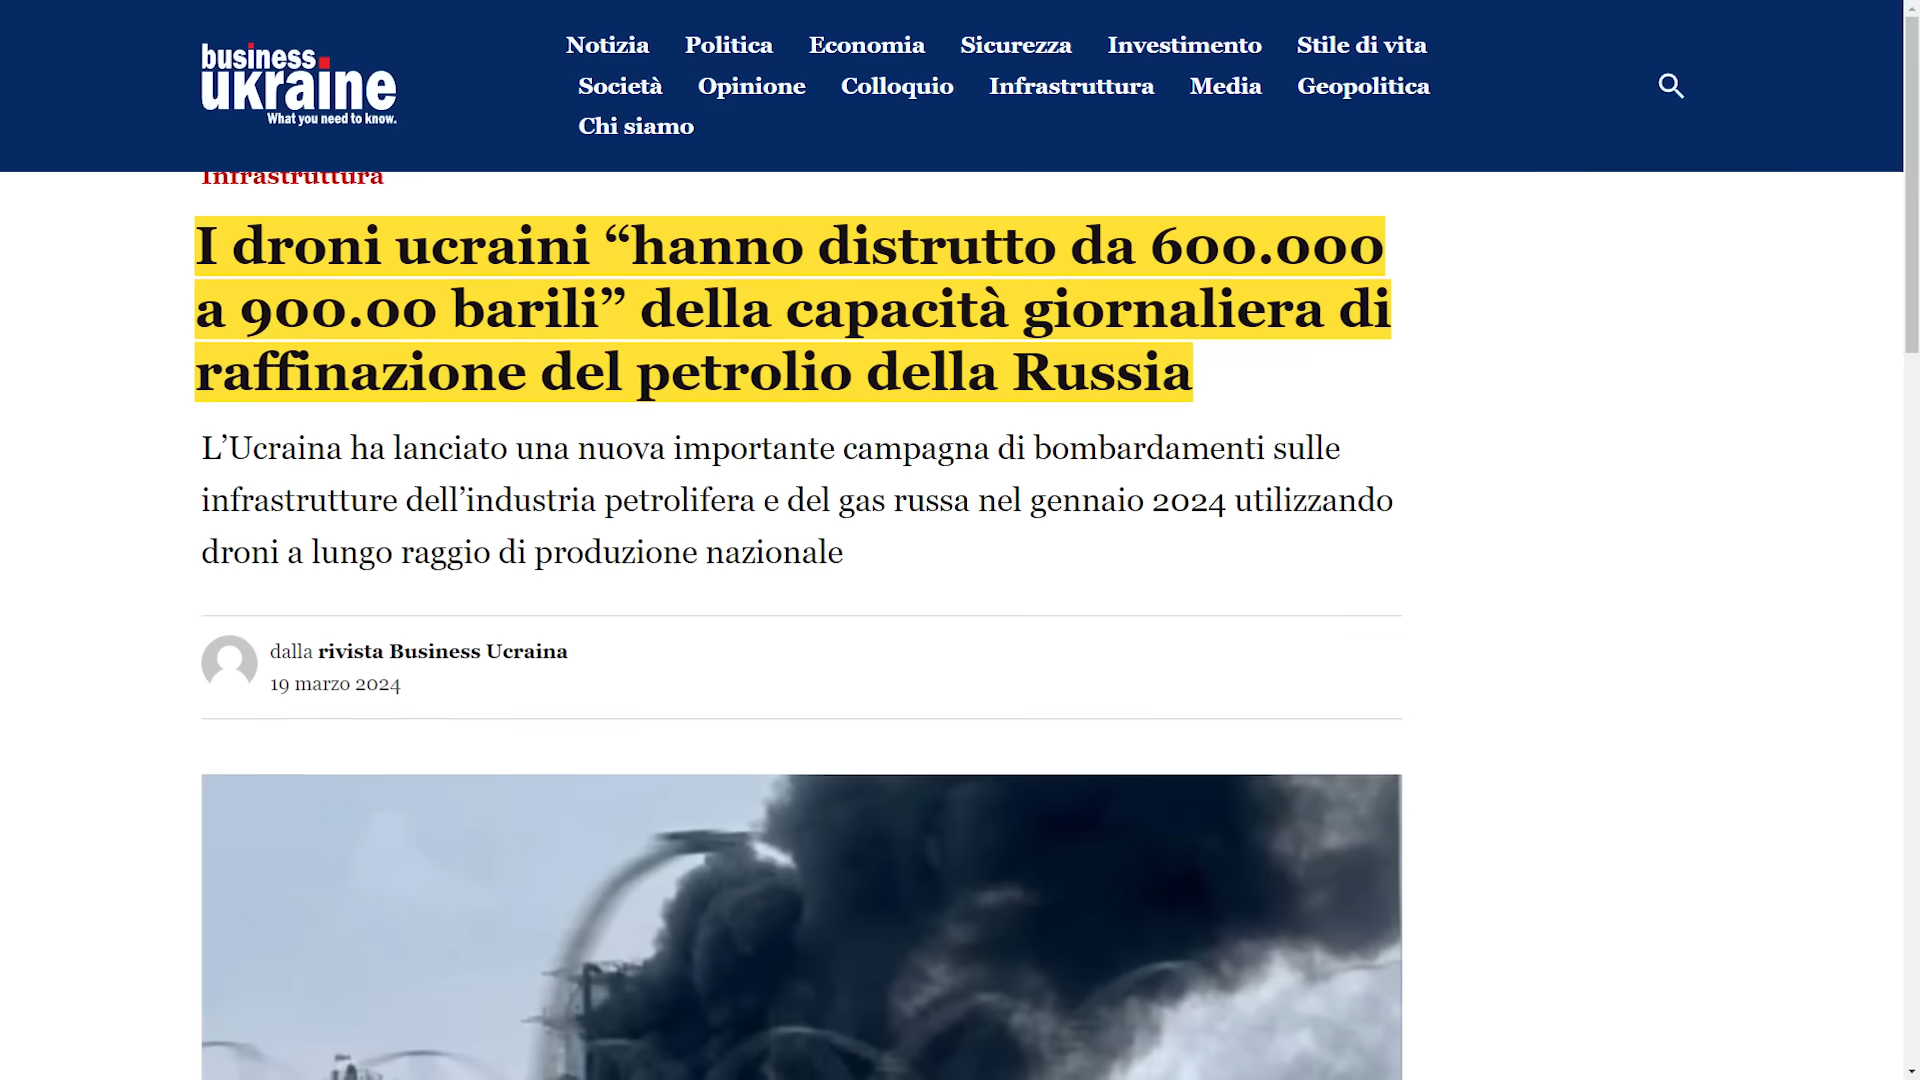 business
ukraine
What you need to know.
Notizia Politica Economia Sicurezza Investimento Stile di vita
Società Opinione Colloquio Infrastruttura Media Geopolitica
Chi siamo
Infrastruttura
I droni ucraini “hanno distrutto da 600.000
a 900.00 barili” della capacità giornaliera di
raffinazione del petrolio della Russia
L’Ucraina ha lanciato una nuova importante campagna di bombardamenti sulle
infrastrutture dell’industria petrolifera e del gas russa nel gennaio 2024 utilizzando
droni a lungo raggio di produzione nazionale
dalla rivista Business Ucraina
19 marzo 2024